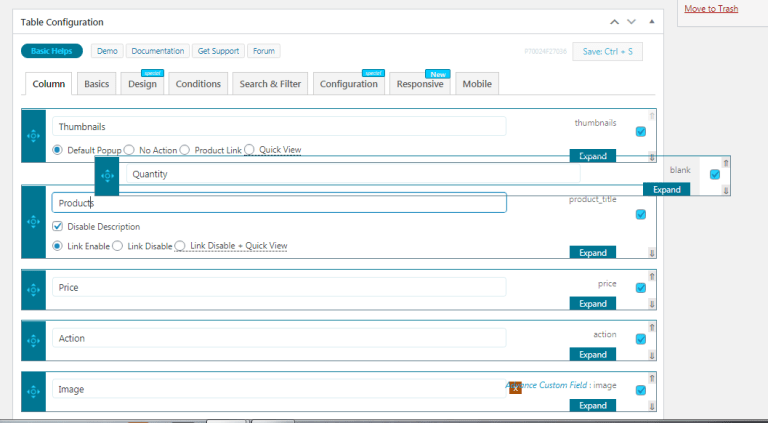 Move to Trash
Table Configuration
Basic Helps Demo Documentation Get Support Forum Save: Ctrl + S
special special New
Column Basics Design Conditions Search & Filter Configuration Responsive Mobile
Thumbnails thumbnails
Default Popup No Action Product Link Quick View
Expand
Quantity blank
Expand
Products product_title
Disable Description
Link Enable Link Disable Link Disable + Quick View
Expand
Price price
Expand
Action action
Expand
Image X Advance Custom Field : image
Expand